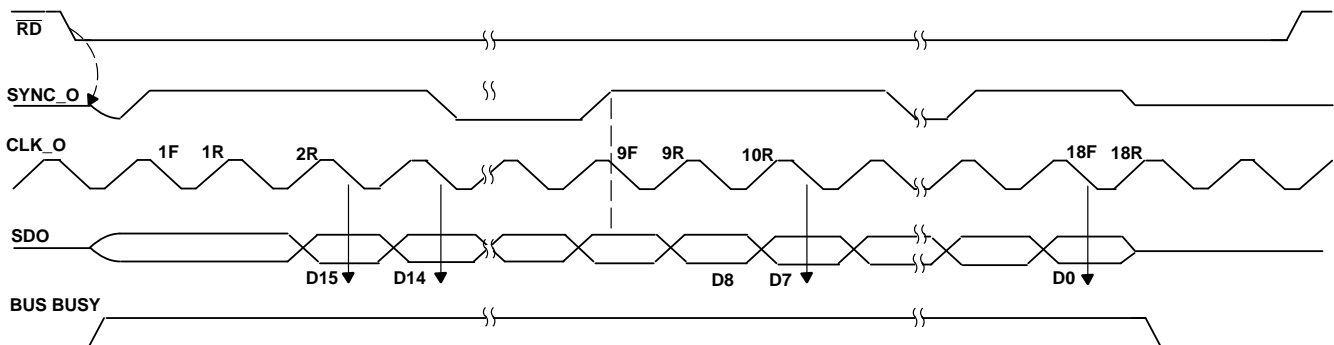 RD
SYNC_O
CLK_O
1F 1R 2R 9F 9R 10R 18F 18R
SDO
D15 D14 D8 D7 D0
BUS BUSY